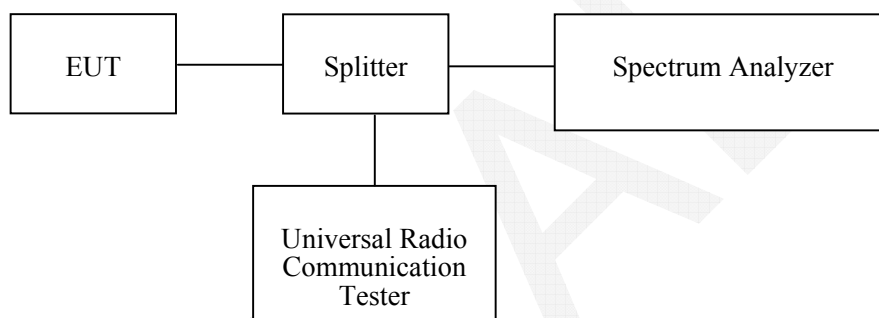 EUT
Splitter
Spectrum Analyzer
Universal Radio
Communication
Tester